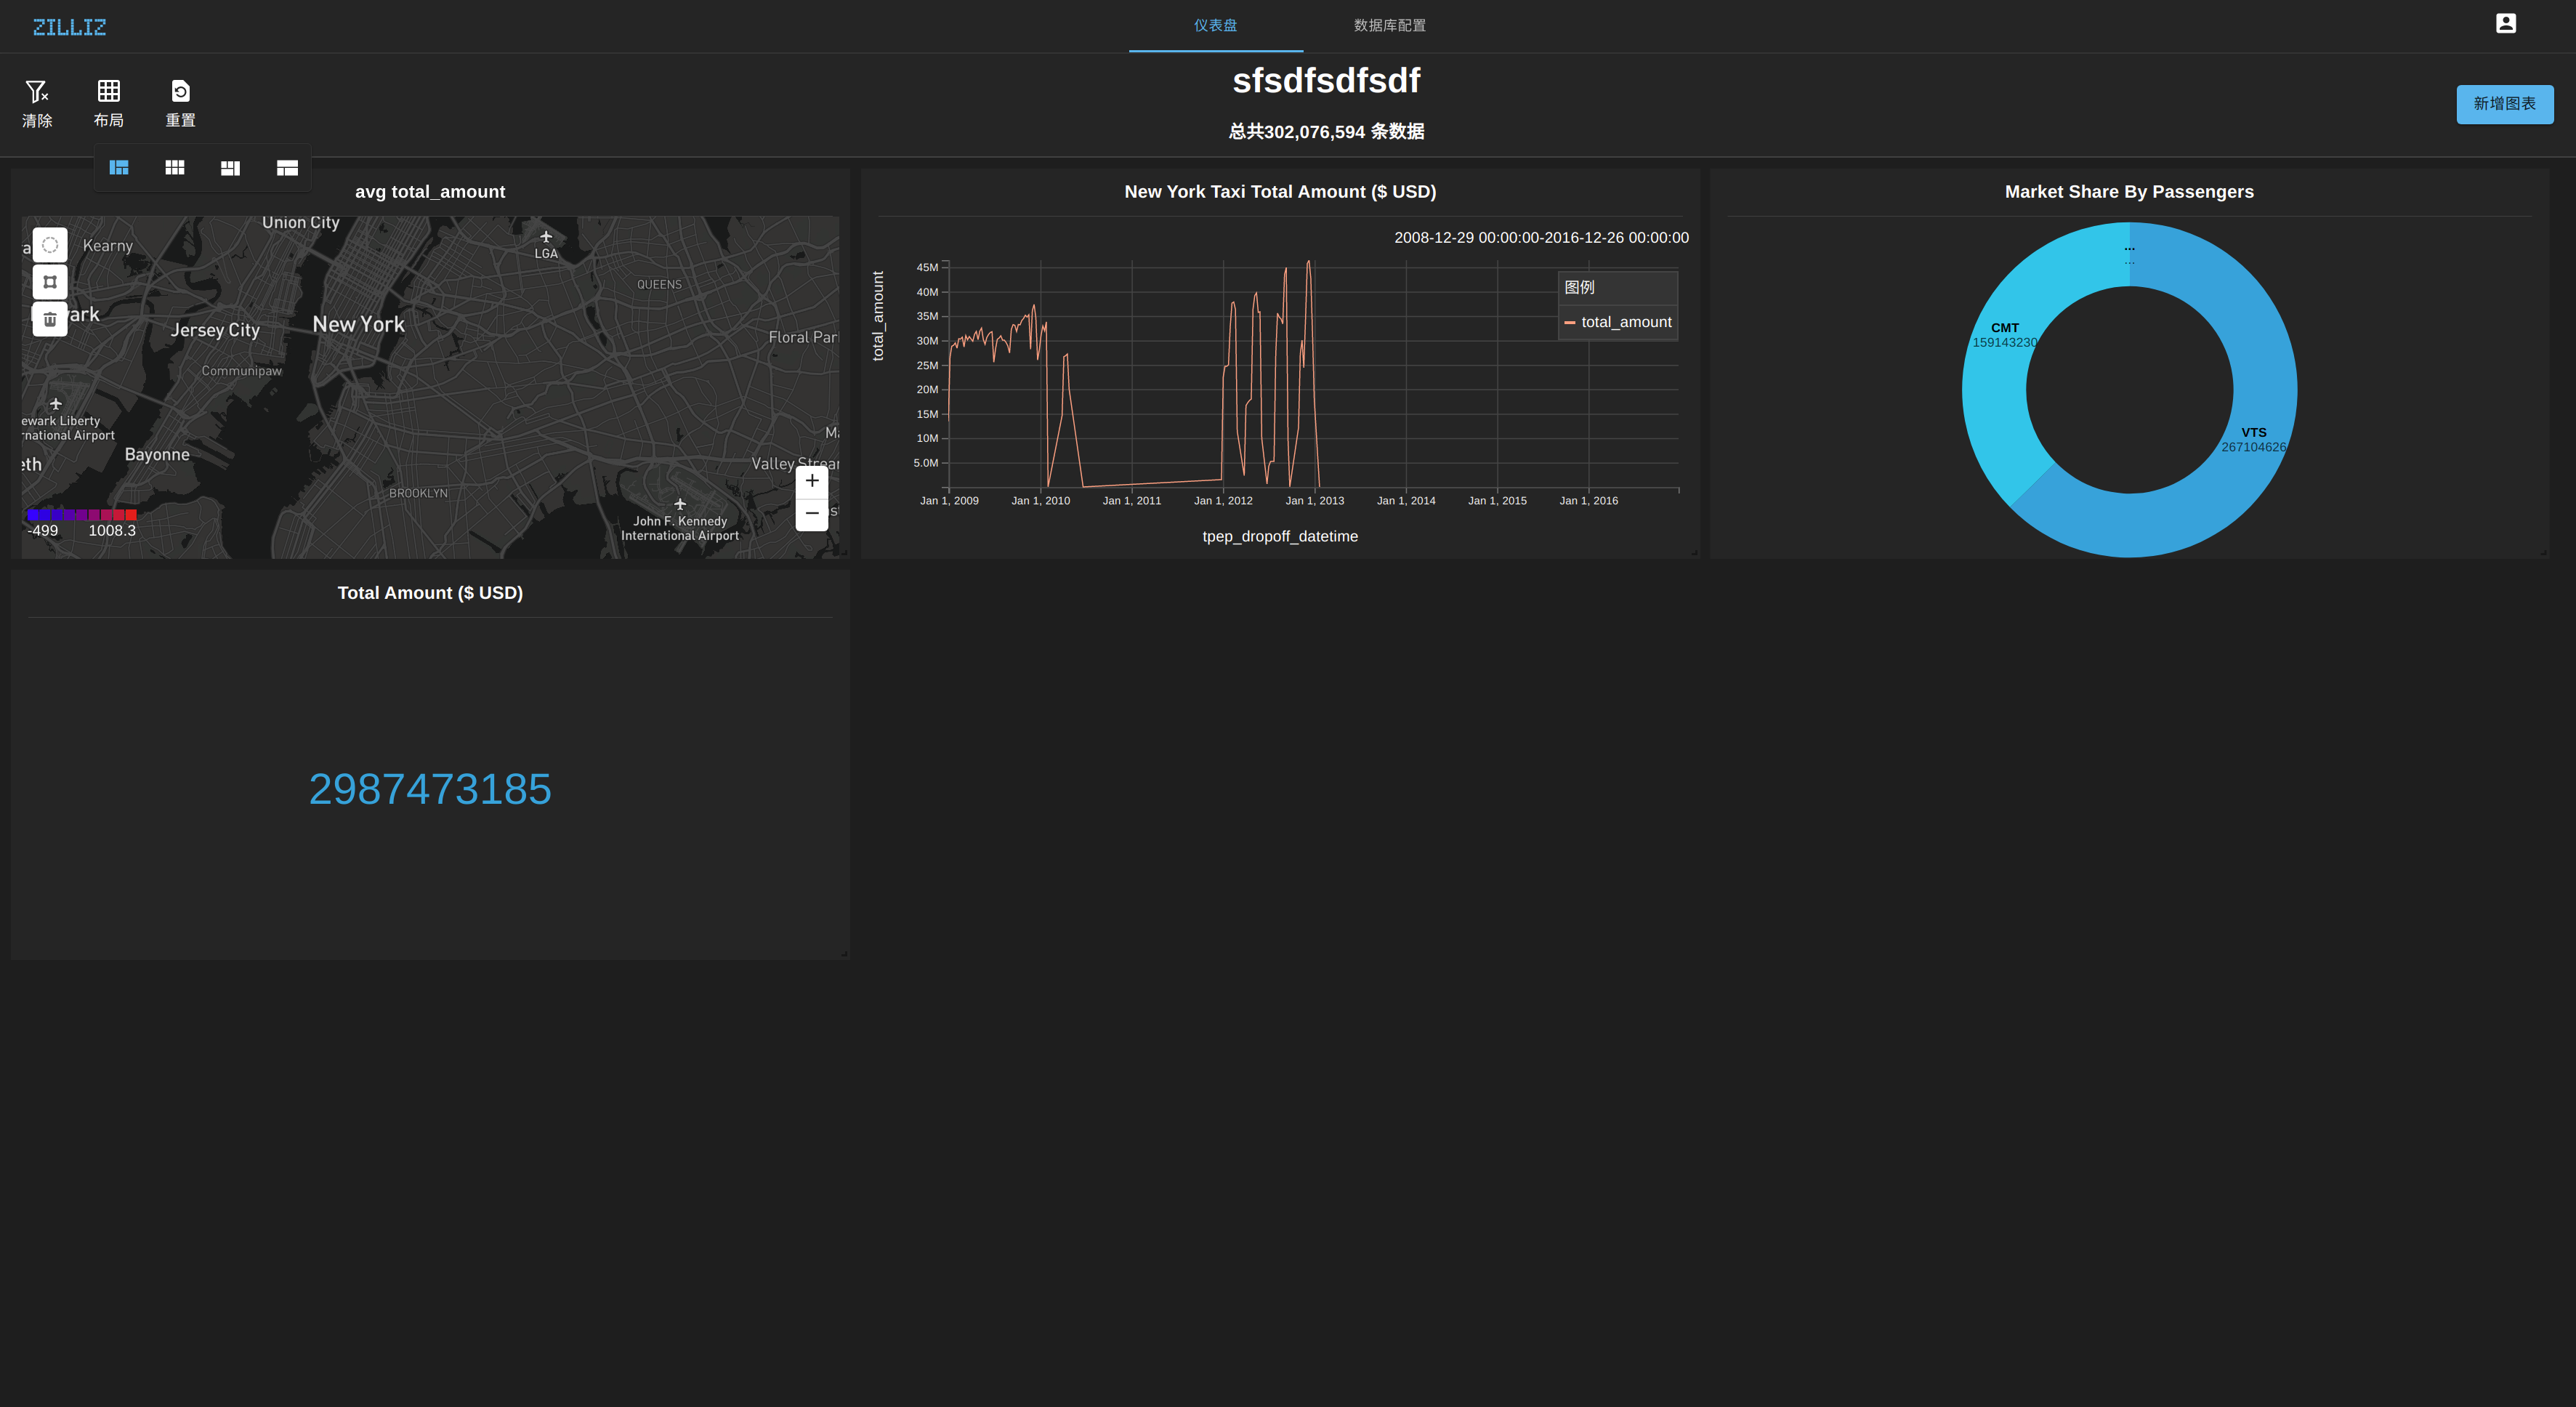 ZILLIZ
仪表盘
数据库配置
清除
布局
重置
sfsdfsdfsdf
总共302,076,594 条数据
新增图表
avg total_amount
Union City
Kearny
LGA
QUEENS
ark
Jersey City
New York
Floral Par
Communipaw
ewark Liberty
rnational Airport
Bayonne
eth
Valley Strear
BROOKLYN
John F. Kennedy
International Airport
-499
1008.3
+
−
New York Taxi Total Amount ($ USD)
2008-12-29 00:00:00-2016-12-26 00:00:00
total_amount
45M
40M
35M
30M
25M
20M
15M
10M
5.0M
图例
total_amount
Jan 1, 2009
Jan 1, 2010
Jan 1, 2011
Jan 1, 2012
Jan 1, 2013
Jan 1, 2014
Jan 1, 2015
Jan 1, 2016
tpep_dropoff_datetime
Market Share By Passengers
...
...
CMT
159143230
VTS
267104626
Total Amount ($ USD)
2987473185